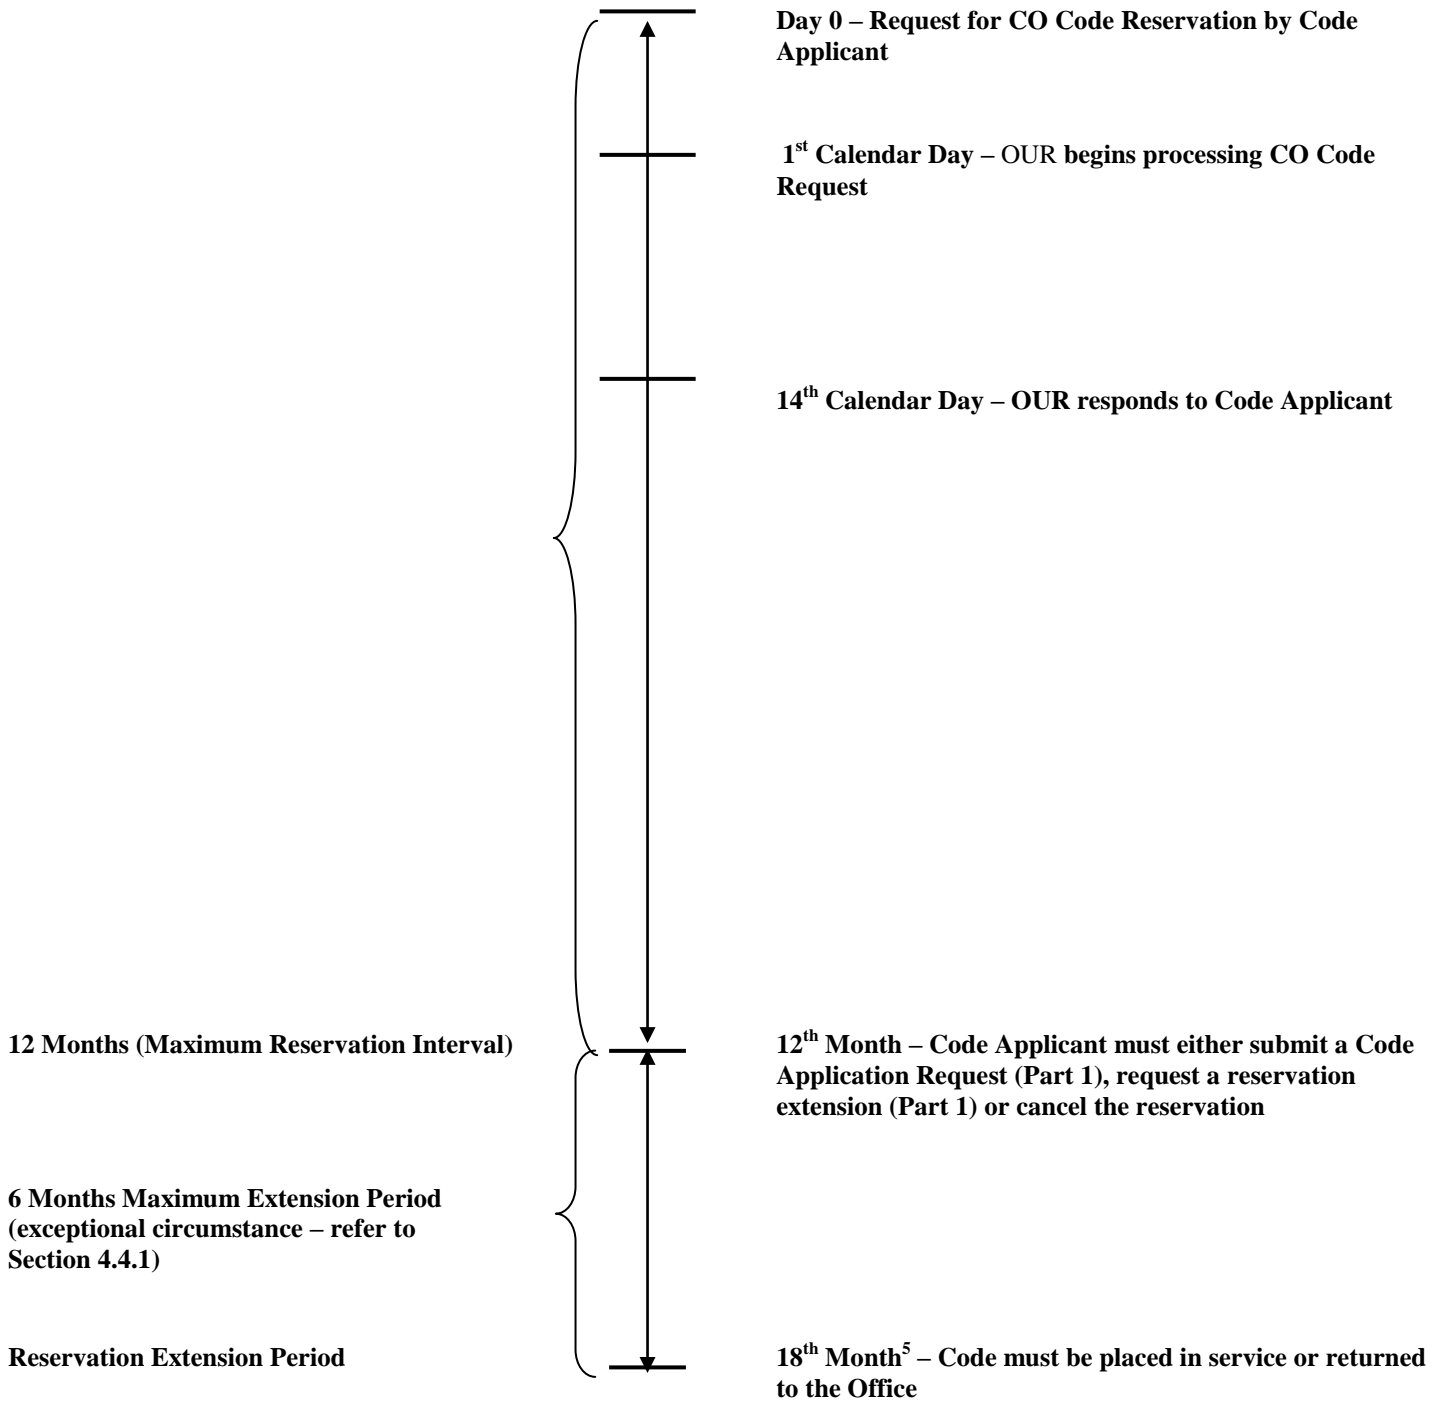 Day 0 – Request for CO Code Reservation by Code
Applicant
1st Calendar Day – OUR begins processing CO Code
Request
14th Calendar Day – OUR responds to Code Applicant
12 Months (Maximum Reservation Interval)
12th Month – Code Applicant must either submit a Code
Application Request (Part 1), request a reservation
extension (Part 1) or cancel the reservation
6 Months Maximum Extension Period
(exceptional circumstance – refer to
Section 4.4.1)
Reservation Extension Period
18th Month5 – Code must be placed in service or returned
to the Office